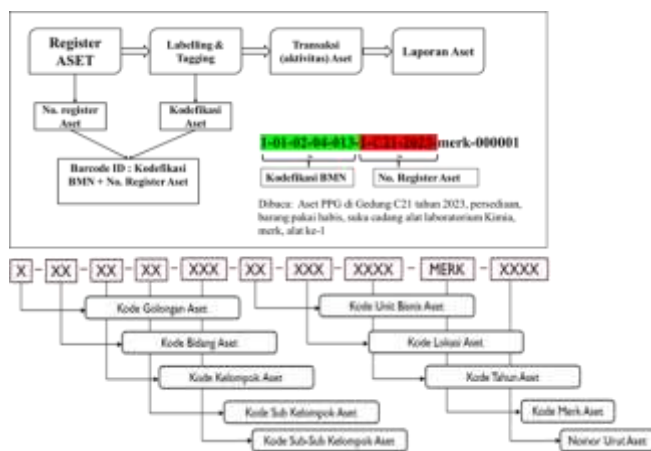 Register
ASET
Labelling &
Tagging
Transaksi
(aktivitas) Aset
Laporan Aset
No. register
Aset
Kodefikasi
Aset
1-01-02-04-013-1-C21-2023-merk-000001
Barcode ID : Kodefikasi
BMN + No. Register Aset
Kodefikasi BMN
No. Register Aset
Dibaca: Aset PPG di Gedung C21 tahun 2023, persediaan,
barang pakai habis, suku cadang alat laboratorium Kimia,
merk, alat ke-1
X - XX - XX - XX - XXX - XX - XXX - XXXX - MERK - XXXX
Kode Golongan Aset
Kode Unit Bisnis Aset
Kode Bidang Aset
Kode Lokasi Aset
Kode Kelompok Aset
Kode Tahun Aset
Kode Sub Kelompok Aset
Kode Merk Aset
Kode Sub-Sub Kelompok Aset
Nomor Urut Aset